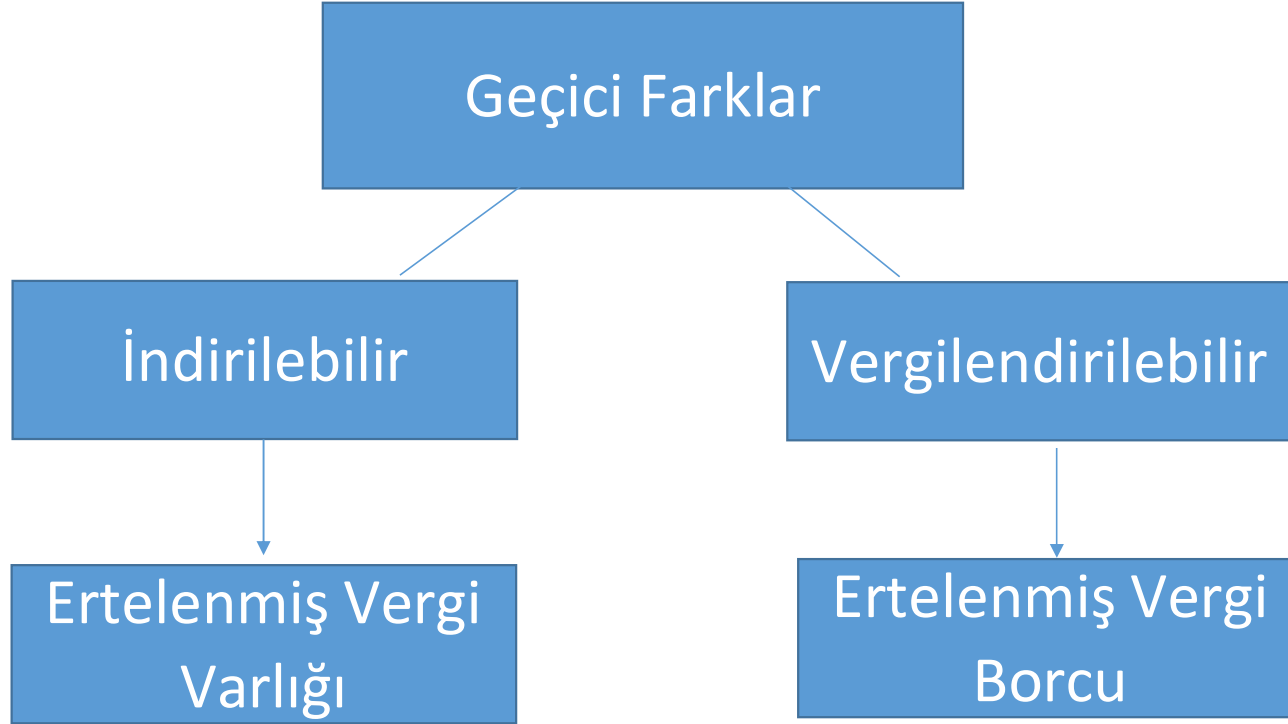 Geçici Farklar
İndirilebilir
Vergilendirilebilir
Ertelenmiş Vergi
Varlığı
Ertelenmiş Vergi
Borcu